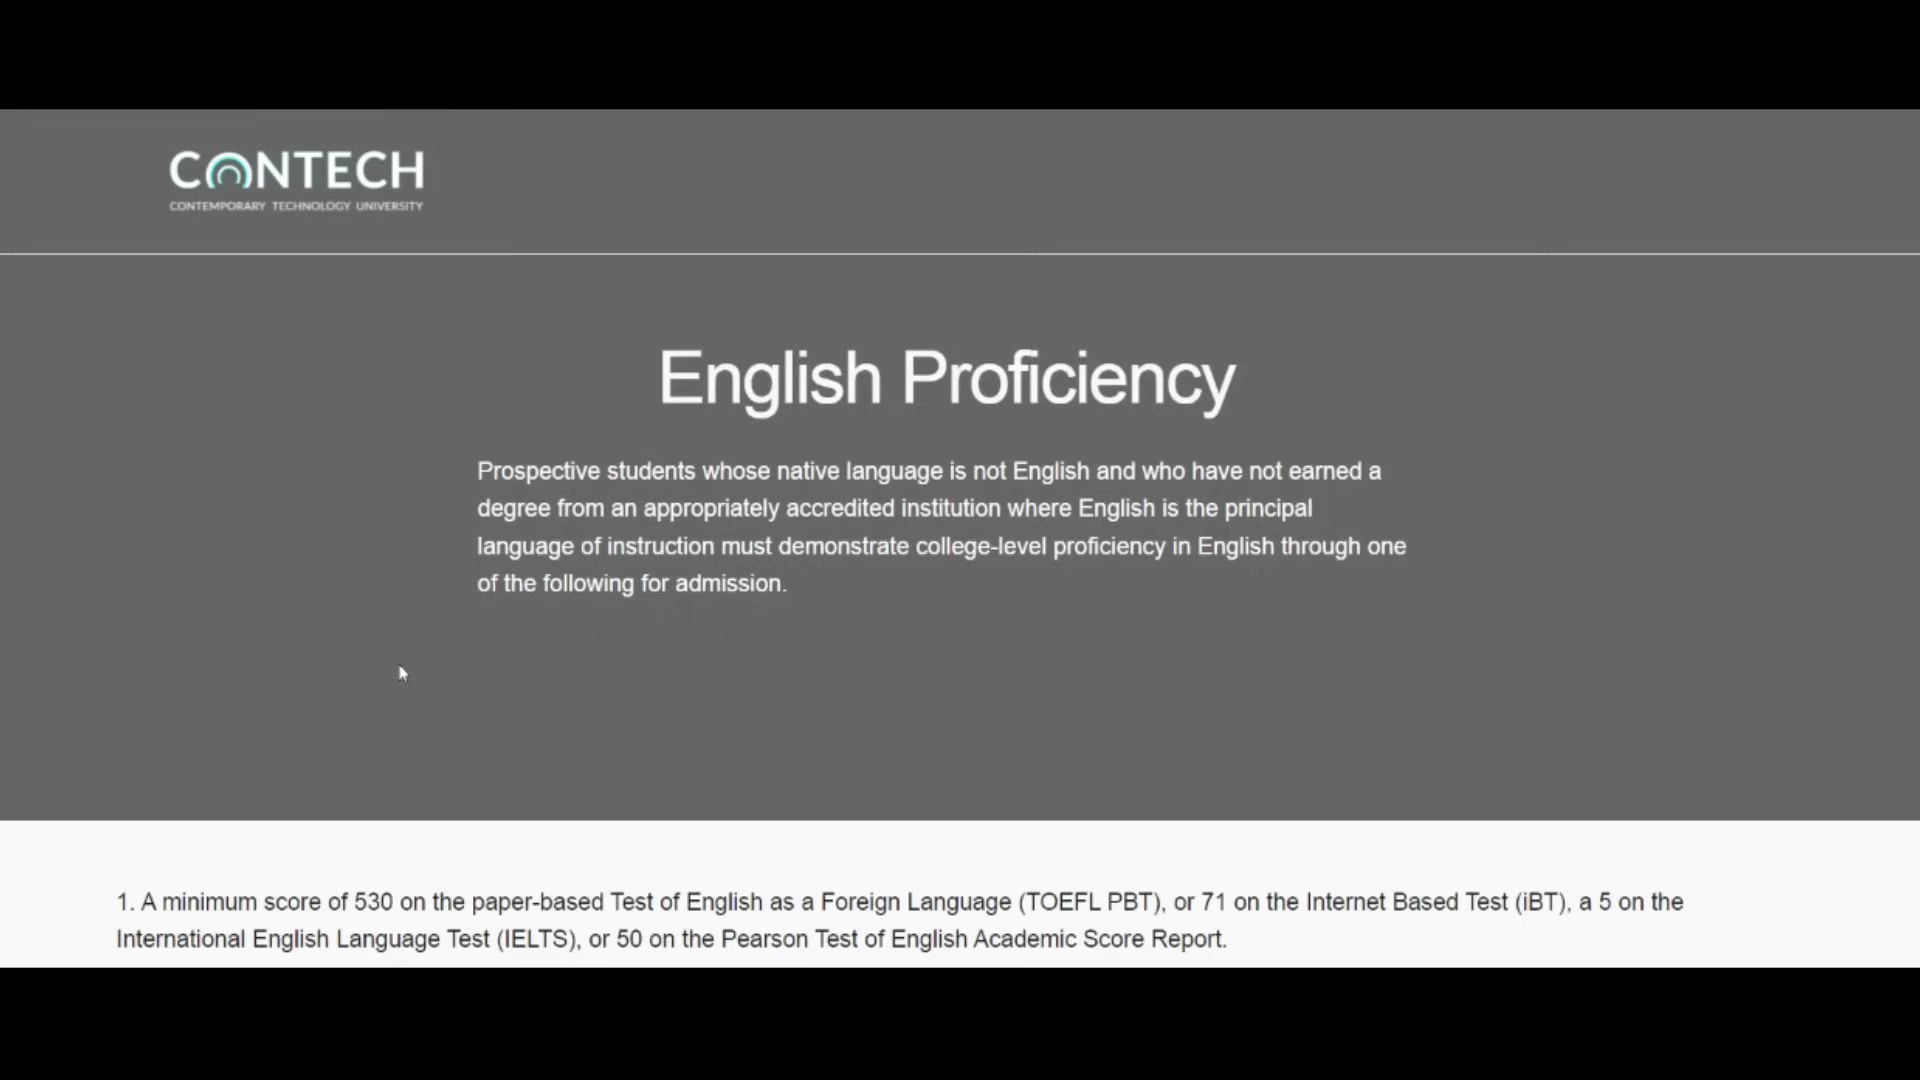 CONTECH
CONTEMPORARY TECHNOLOGY UNIVERSITY
English Proficiency
Prospective students whose native language is not English and who have not earned a
degree from an appropriately accredited institution where English is the principal
language of instruction must demonstrate college-level proficiency in English through one
of the following for admission.
1. A minimum score of 530 on the paper-based Test of English as a Foreign Language (TOEFL PBT), or 71 on the Internet Based Test (iBT), a 5 on the
International English Language Test (IELTS), or 50 on the Pearson Test of English Academic Score Report.